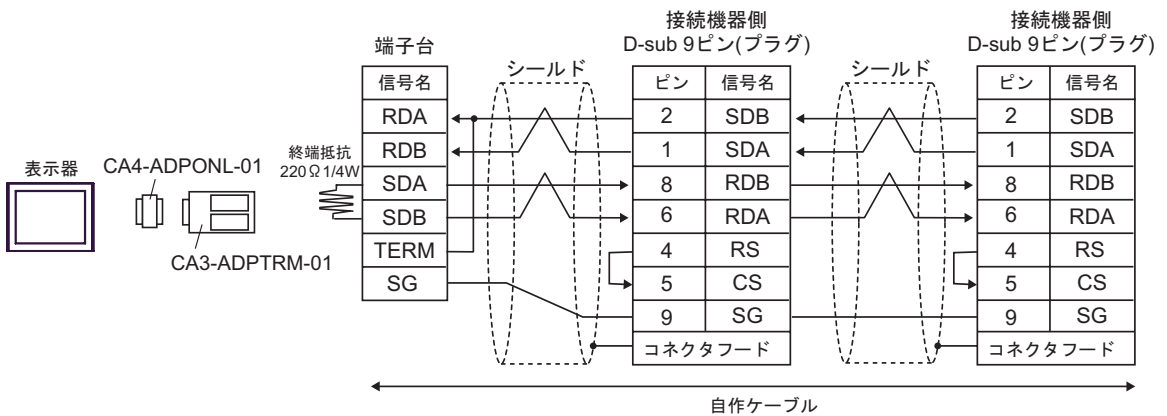 表示器
CA4-ADPONL-01
CA3-ADPTRM-01
終端抵抗
220Ω1/4W
端子台
信号名
RDA
RDB
SDA
SDB
TERM
SG
シールド
接続機器側
D-sub 9ピン(プラグ)
ピン 信号名
2 SDB
1 SDA
8 RDB
6 RDA
4 RS
5 CS
9 SG
コネクタフード
シールド
接続機器側
D-sub 9ピン(プラグ)
ピン 信号名
2 SDB
1 SDA
8 RDB
6 RDA
4 RS
5 CS
9 SG
コネクタフード
自作ケーブル